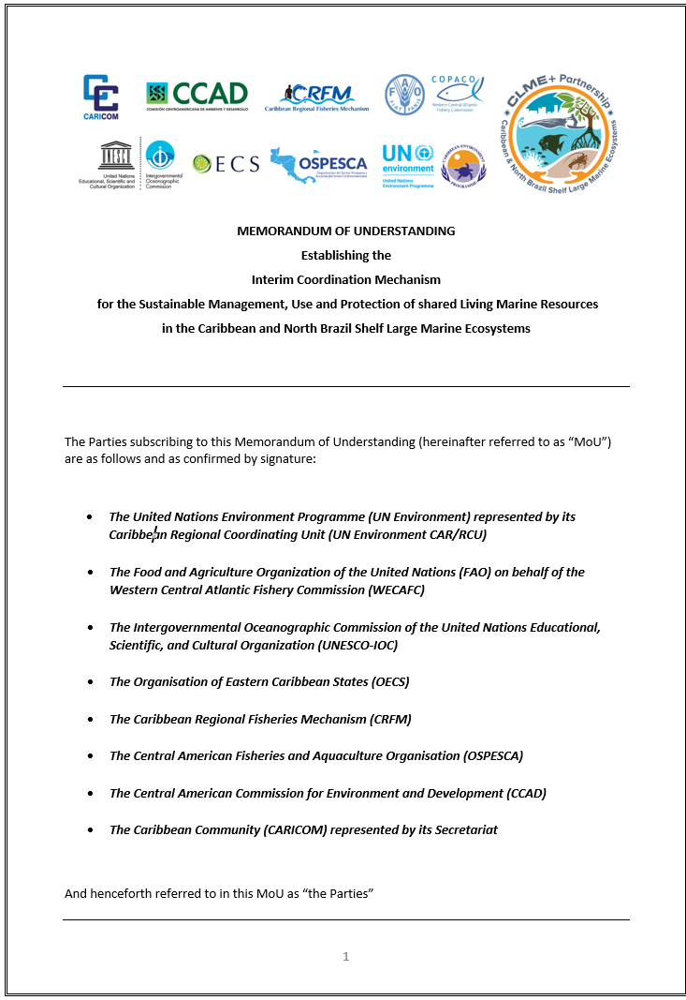 CARICOM
CCAD
COMISIÓN CENTROAMERICANA DE AMBIENTE Y DESARROLLO
CRFM
Caribbean Regional Fisheries Mechanism
FAO
FIAT PANIS
COPACO
Western Central Atlantic
Fishery Commission
CLME+ Partnership
Caribbean & North Brazil Shelf Large Marine Ecosystems
UNESCO
United Nations
Educational, Scientific and
Cultural Organization
Intergovernmental
Oceanographic
Commission
OECS
OSPESCA
UN
environment
United Nations
Environment Programme
CARIBBEAN ENVIRONMENT
PROGRAMME
MEMORANDUM OF UNDERSTANDING
Establishing the
Interim Coordination Mechanism
for the Sustainable Management, Use and Protection of shared Living Marine Resources
in the Caribbean and North Brazil Shelf Large Marine Ecosystems
The Parties subscribing to this Memorandum of Understanding (hereinafter referred to as “MoU”)
are as follows and as confirmed by signature:
• The United Nations Environment Programme (UN Environment) represented by its
Caribbean Regional Coordinating Unit (UN Environment CAR/RCU)
• The Food and Agriculture Organization of the United Nations (FAO) on behalf of the
Western Central Atlantic Fishery Commission (WECAFC)
• The Intergovernmental Oceanographic Commission of the United Nations Educational,
Scientific, and Cultural Organization (UNESCO-IOC)
• The Organisation of Eastern Caribbean States (OECS)
• The Caribbean Regional Fisheries Mechanism (CRFM)
• The Central American Fisheries and Aquaculture Organisation (OSPESCA)
• The Central American Commission for Environment and Development (CCAD)
• The Caribbean Community (CARICOM) represented by its Secretariat
And henceforth referred to in this MoU as “the Parties”
1